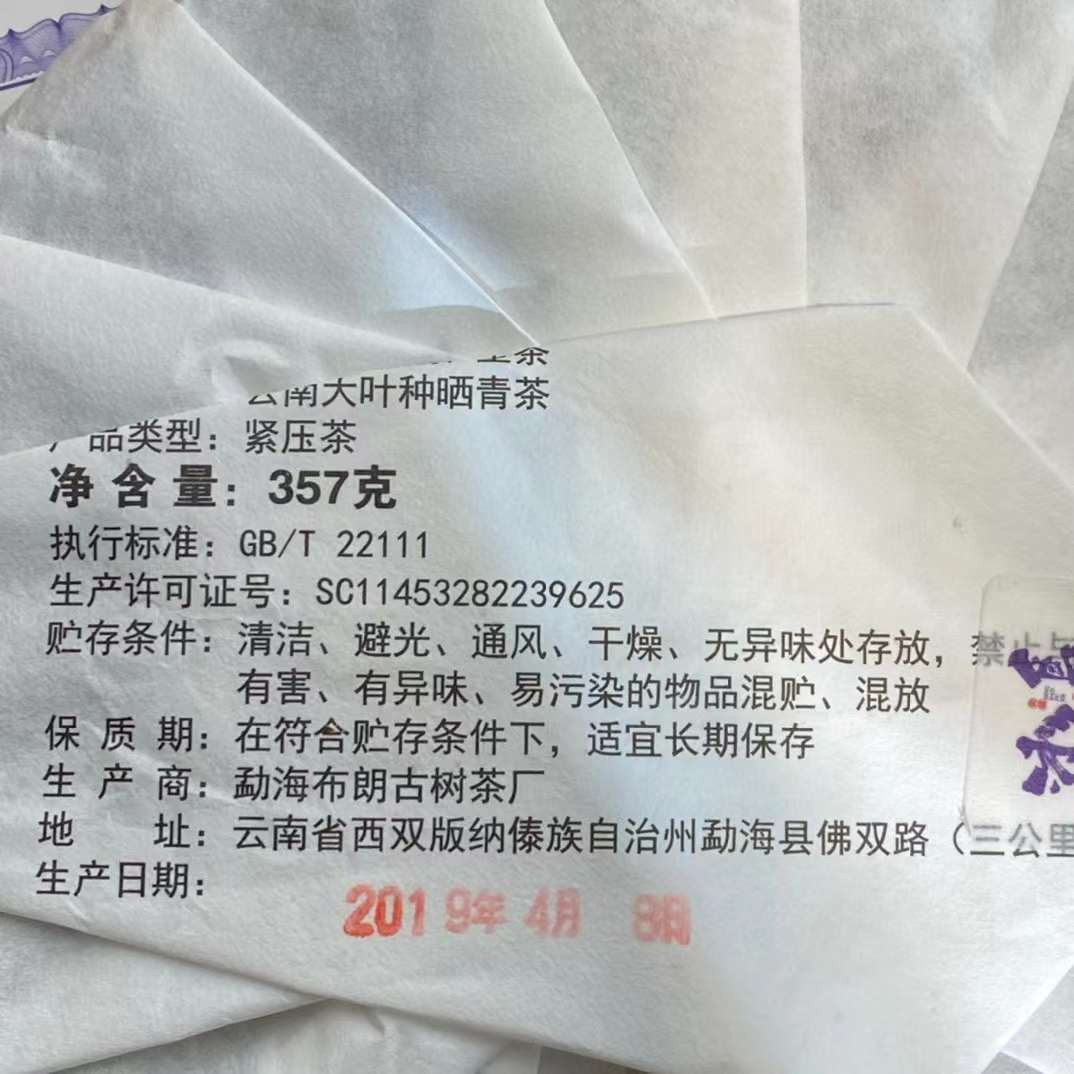 茶
云南大叶种晒青茶
产品类型：紧压茶
净含量：357克
执行标准：GB/T 22111
生产许可证号：SC11453282239625
贮存条件：清洁、避光、通风、干燥、无异味处存放，禁止与
有害、有异味、易污染的物品混贮、混放
保质期：在符合贮存条件下，适宜长期保存
生产商：勐海布朗古树茶厂
地址：云南省西双版纳傣族自治州勐海县佛双路（三公里
生产日期：
2019年 4月 8日